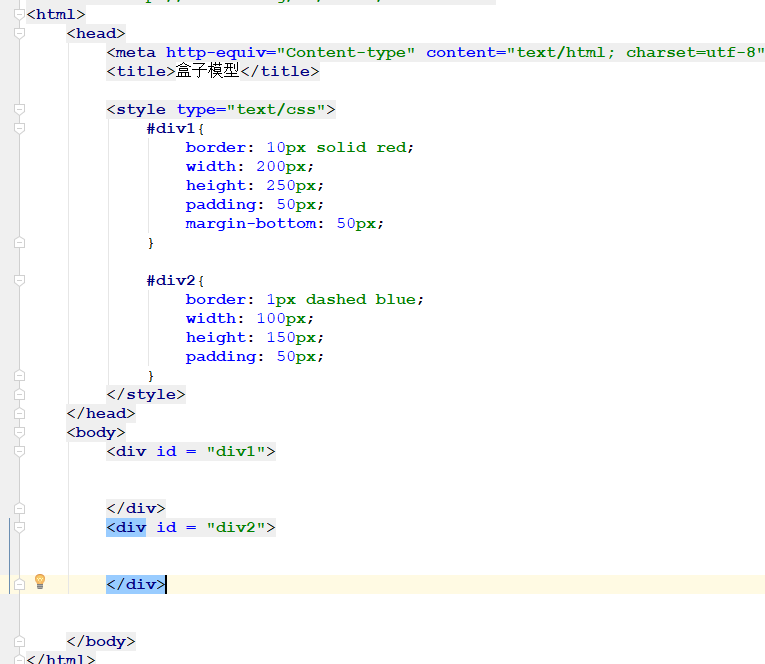 <html>
<head>
<meta http-equiv="Content-type" content="text/html; charset=utf-8"
<title>盒子模型</title>
<style type="text/css">
#div1{
border: 10px solid red;
width: 200px;
height: 250px;
padding: 50px;
margin-bottom: 50px;
}
#div2{
border: 1px dashed blue;
width: 100px;
height: 150px;
padding: 50px;
}
</style>
</head>
<body>
<div id = "div1">
</div>
<div id = "div2">
</div>
</body>
</html>